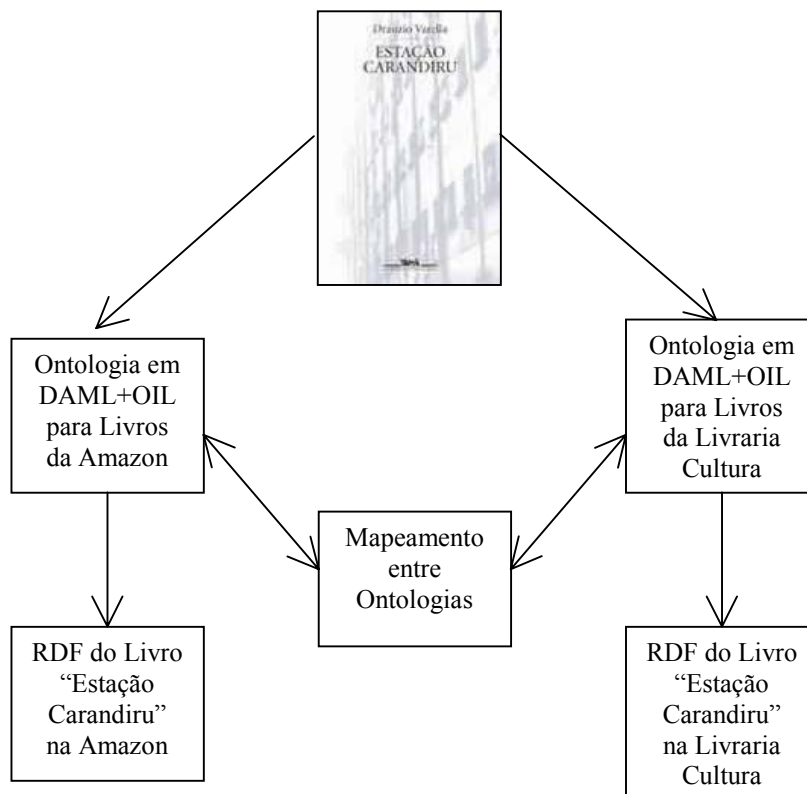 Drauzio Varella
ESTAÇÃO
CARANDIRU
Ontologia em
DAML+OIL
para Livros
da Amazon
Ontologia em
DAML+OIL
para Livros
da Livraria
Cultura
Mapeamento
entre
Ontologias
RDF do Livro
“Estação
Carandiru”
na Amazon
RDF do Livro
“Estação
Carandiru”
na Livraria
Cultura